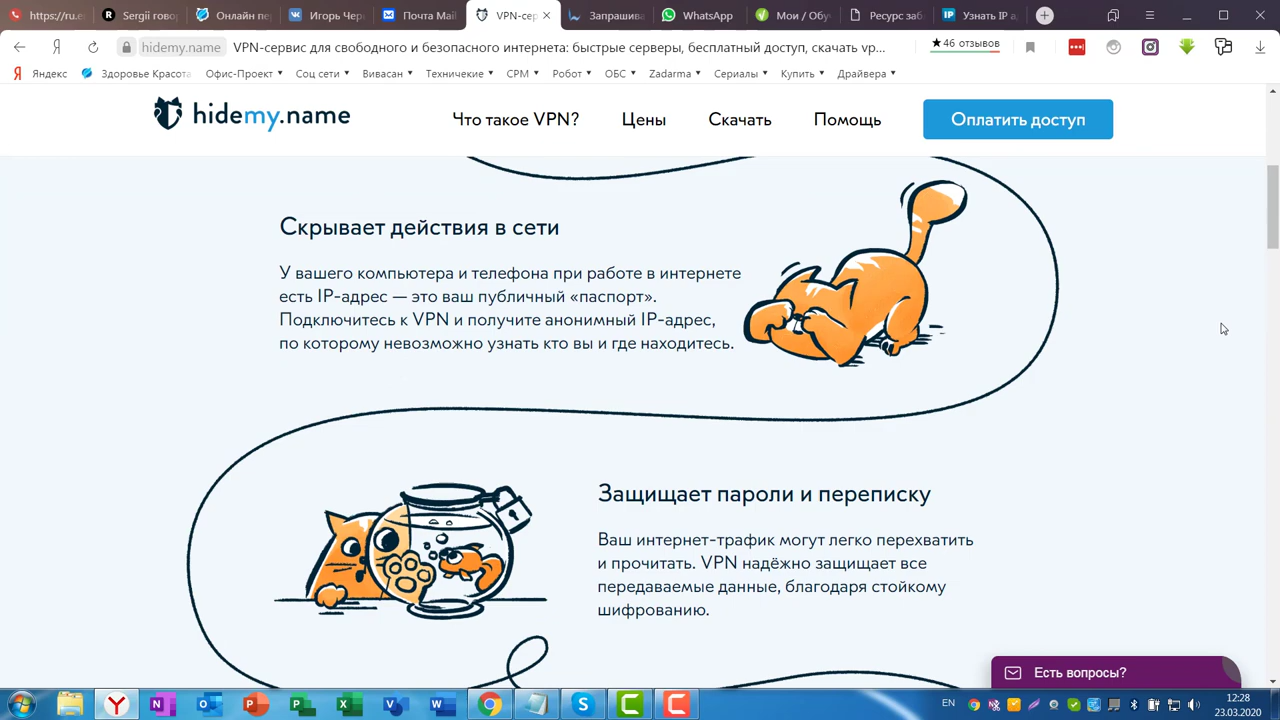 https://ru.es
Sergii гово
Онлайн пе
Игорь Чер
Почта Mail
VPN-сер
Запрашива
WhatsApp
Мои / Обу
Ресурс заб
Узнать IP а
hidemy.name VPN-сервис для свободного и безопасного интернета: быстрые серверы, бесплатный доступ, скачать vp... ★46 отзывов
Яндекс Здоровье Красота Офис-Проект Соц сети Вивасан Техничекие СРМ Робот ОБС Zadarma Сериалы Купить Драйвера
hidemy.name Что такое VPN? Цены Скачать Помощь Оплатить доступ
Скрывает действия в сети
У вашего компьютера и телефона при работе в интернете
есть IP-адрес — это ваш публичный «паспорт».
Подключитесь к VPN и получите анонимный IP-адрес,
по которому невозможно узнать кто вы и где находитесь.
Защищает пароли и переписку
Ваш интернет-трафик могут легко перехватить
и прочитать. VPN надёжно защищает все
передаваемые данные, благодаря стойкому
шифрованию.
Есть вопросы?
EN
12:28
23.03.2020